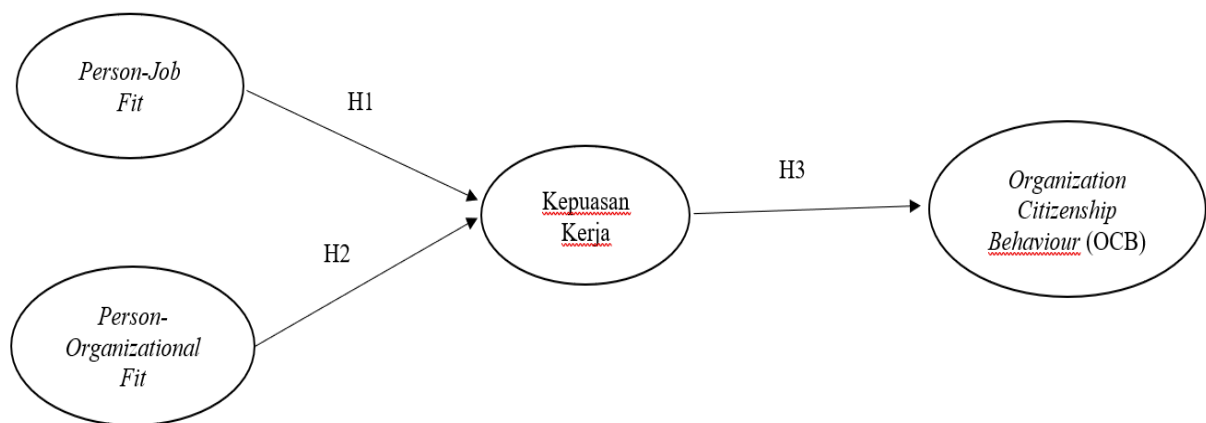 Person-Job
Fit
H1
Kepuasan
Kerja
H3
Organization
Citizenship
Behaviour (OCB)
H2
Person-
Organizational
Fit